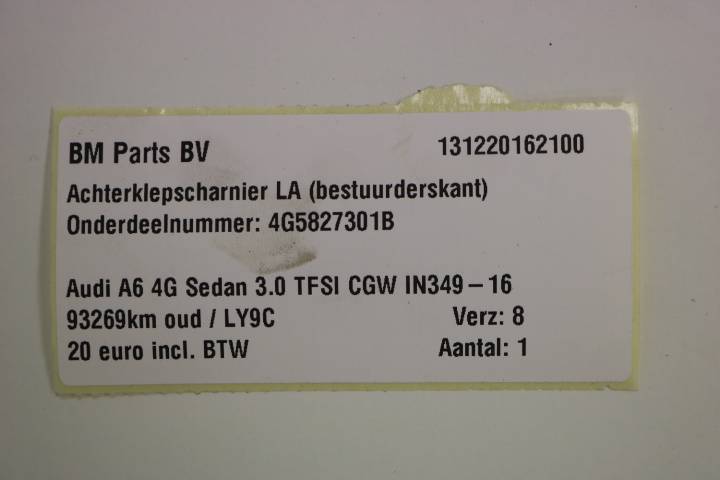 BM Parts BV 131220162100
Achterklepscharnier LA (bestuurderskant)
Onderdeelnummer: 4G5827301B
Audi A6 4G Sedan 3.0 TFSI CGW IN349-16
93269km oud / LY9C Verz: 8
20 euro incl. BTW Aantal: 1